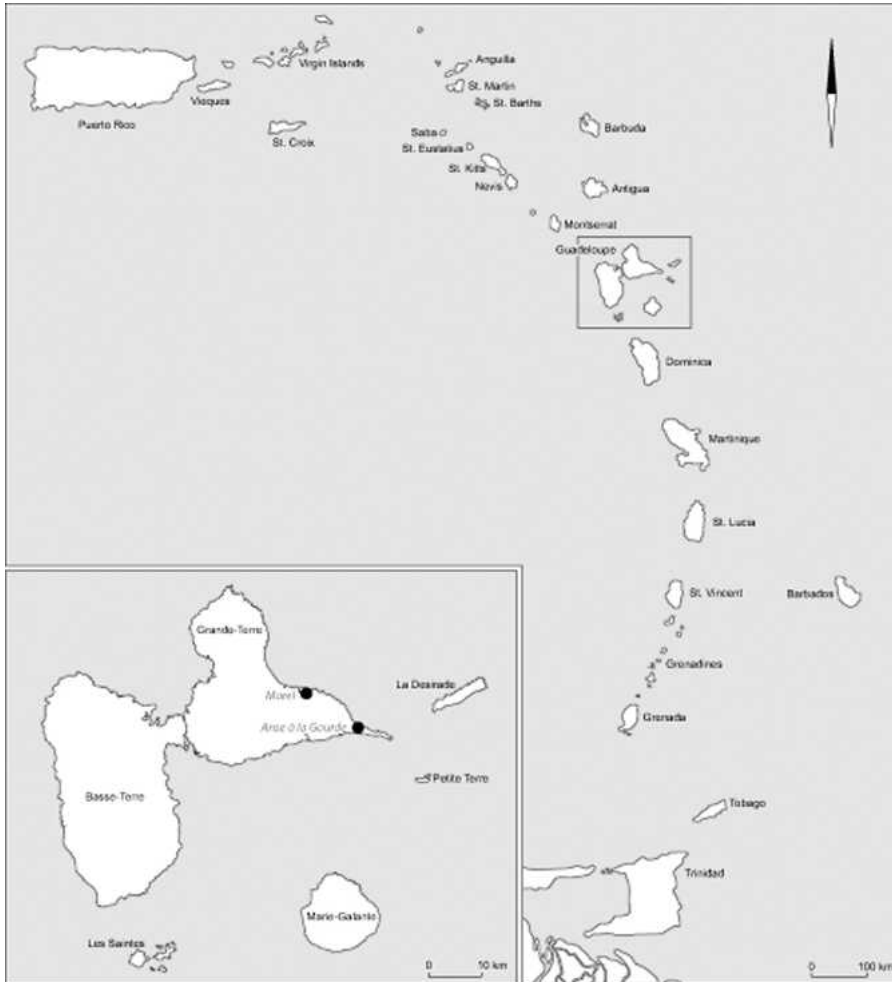 Virgin Islands
Anguilla
St. Martin
St. Barths
Vieques
Puerto Rico
St. Croix
Saba
St. Eustatius
St. Kitts
Nevis
Barbuda
Antigua
Montserrat
Guadeloupe
Dominica
Martinique
St. Lucia
St. Vincent
Barbados
Grenadines
Grenada
Tobago
Trinidad
0 100 km
Grande-Terre
La Desirade
Morel
Anse à la Gourde
Petite Terre
Basse-Terre
Marie-Galante
Les Saintes
0 10 km